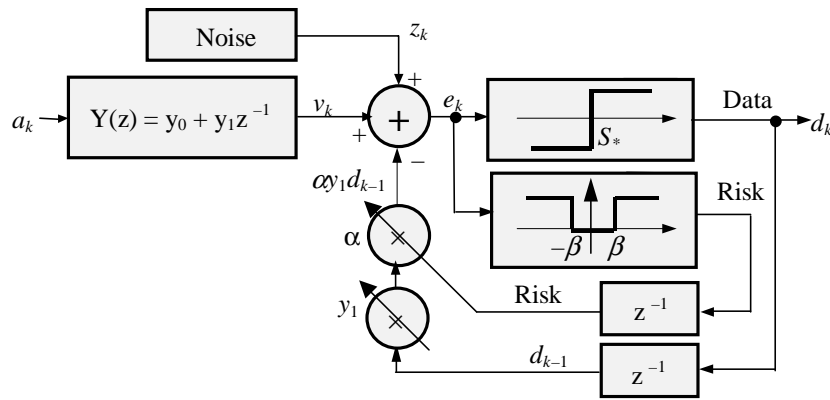 Noise
z_k
+
a_k
Y(z) = y_0 + y_1z^{-1}
v_k
+
+
e_k
S_*
Data
d_k
−
αy_1d_{k−1}
Risk
−β
β
α
×
Risk
z^{-1}
y_1
×
d_{k−1}
z^{-1}